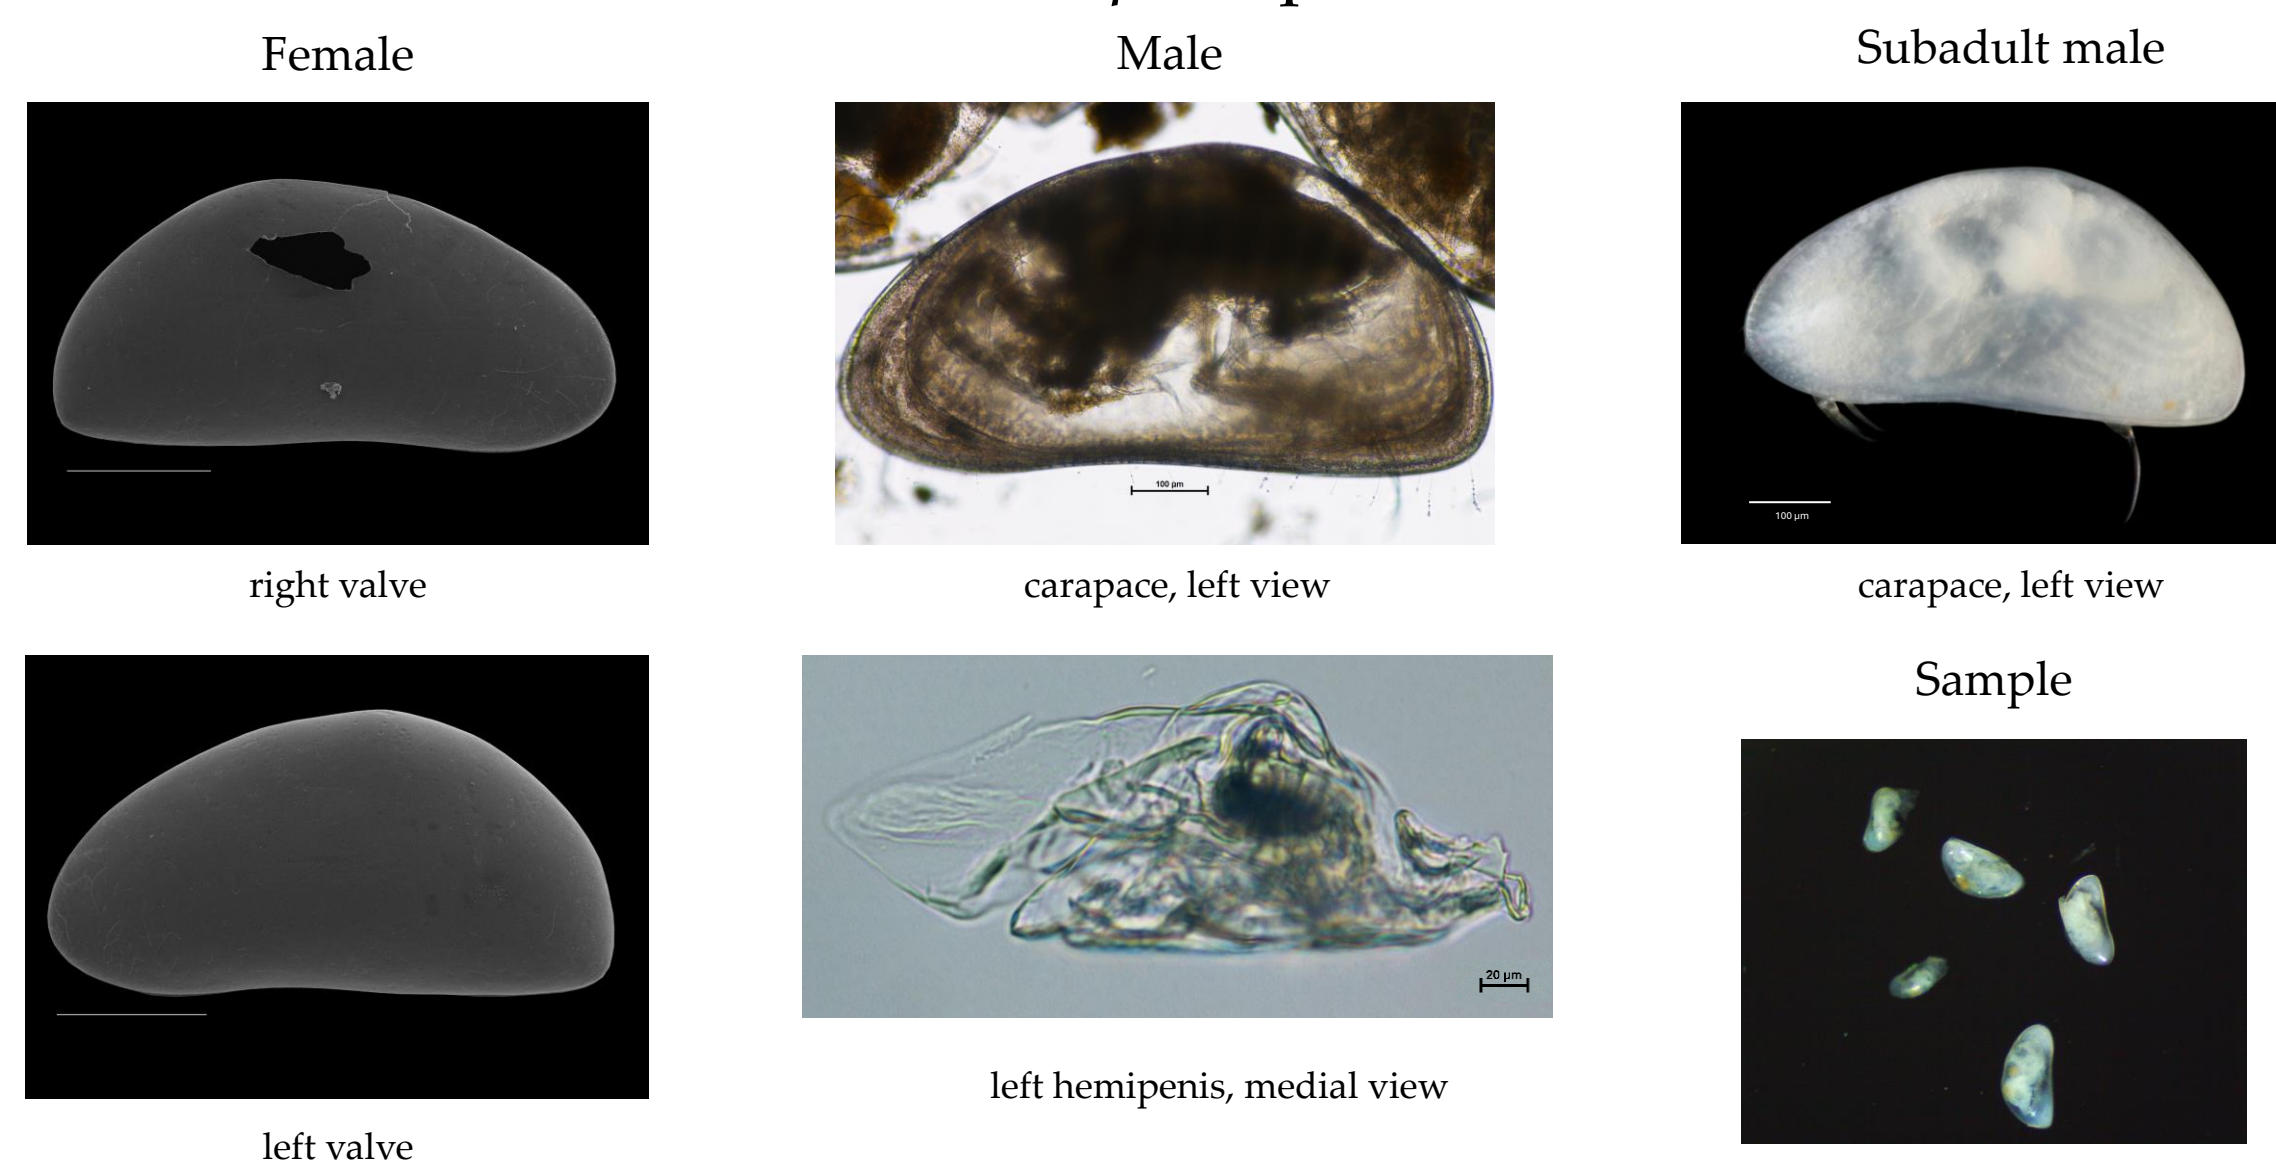 Female
Male
Subadult male
100 µm
100 µm
right valve
carapace, left view
carapace, left view
Sample
20 µm
left hemipenis, medial view
left valve